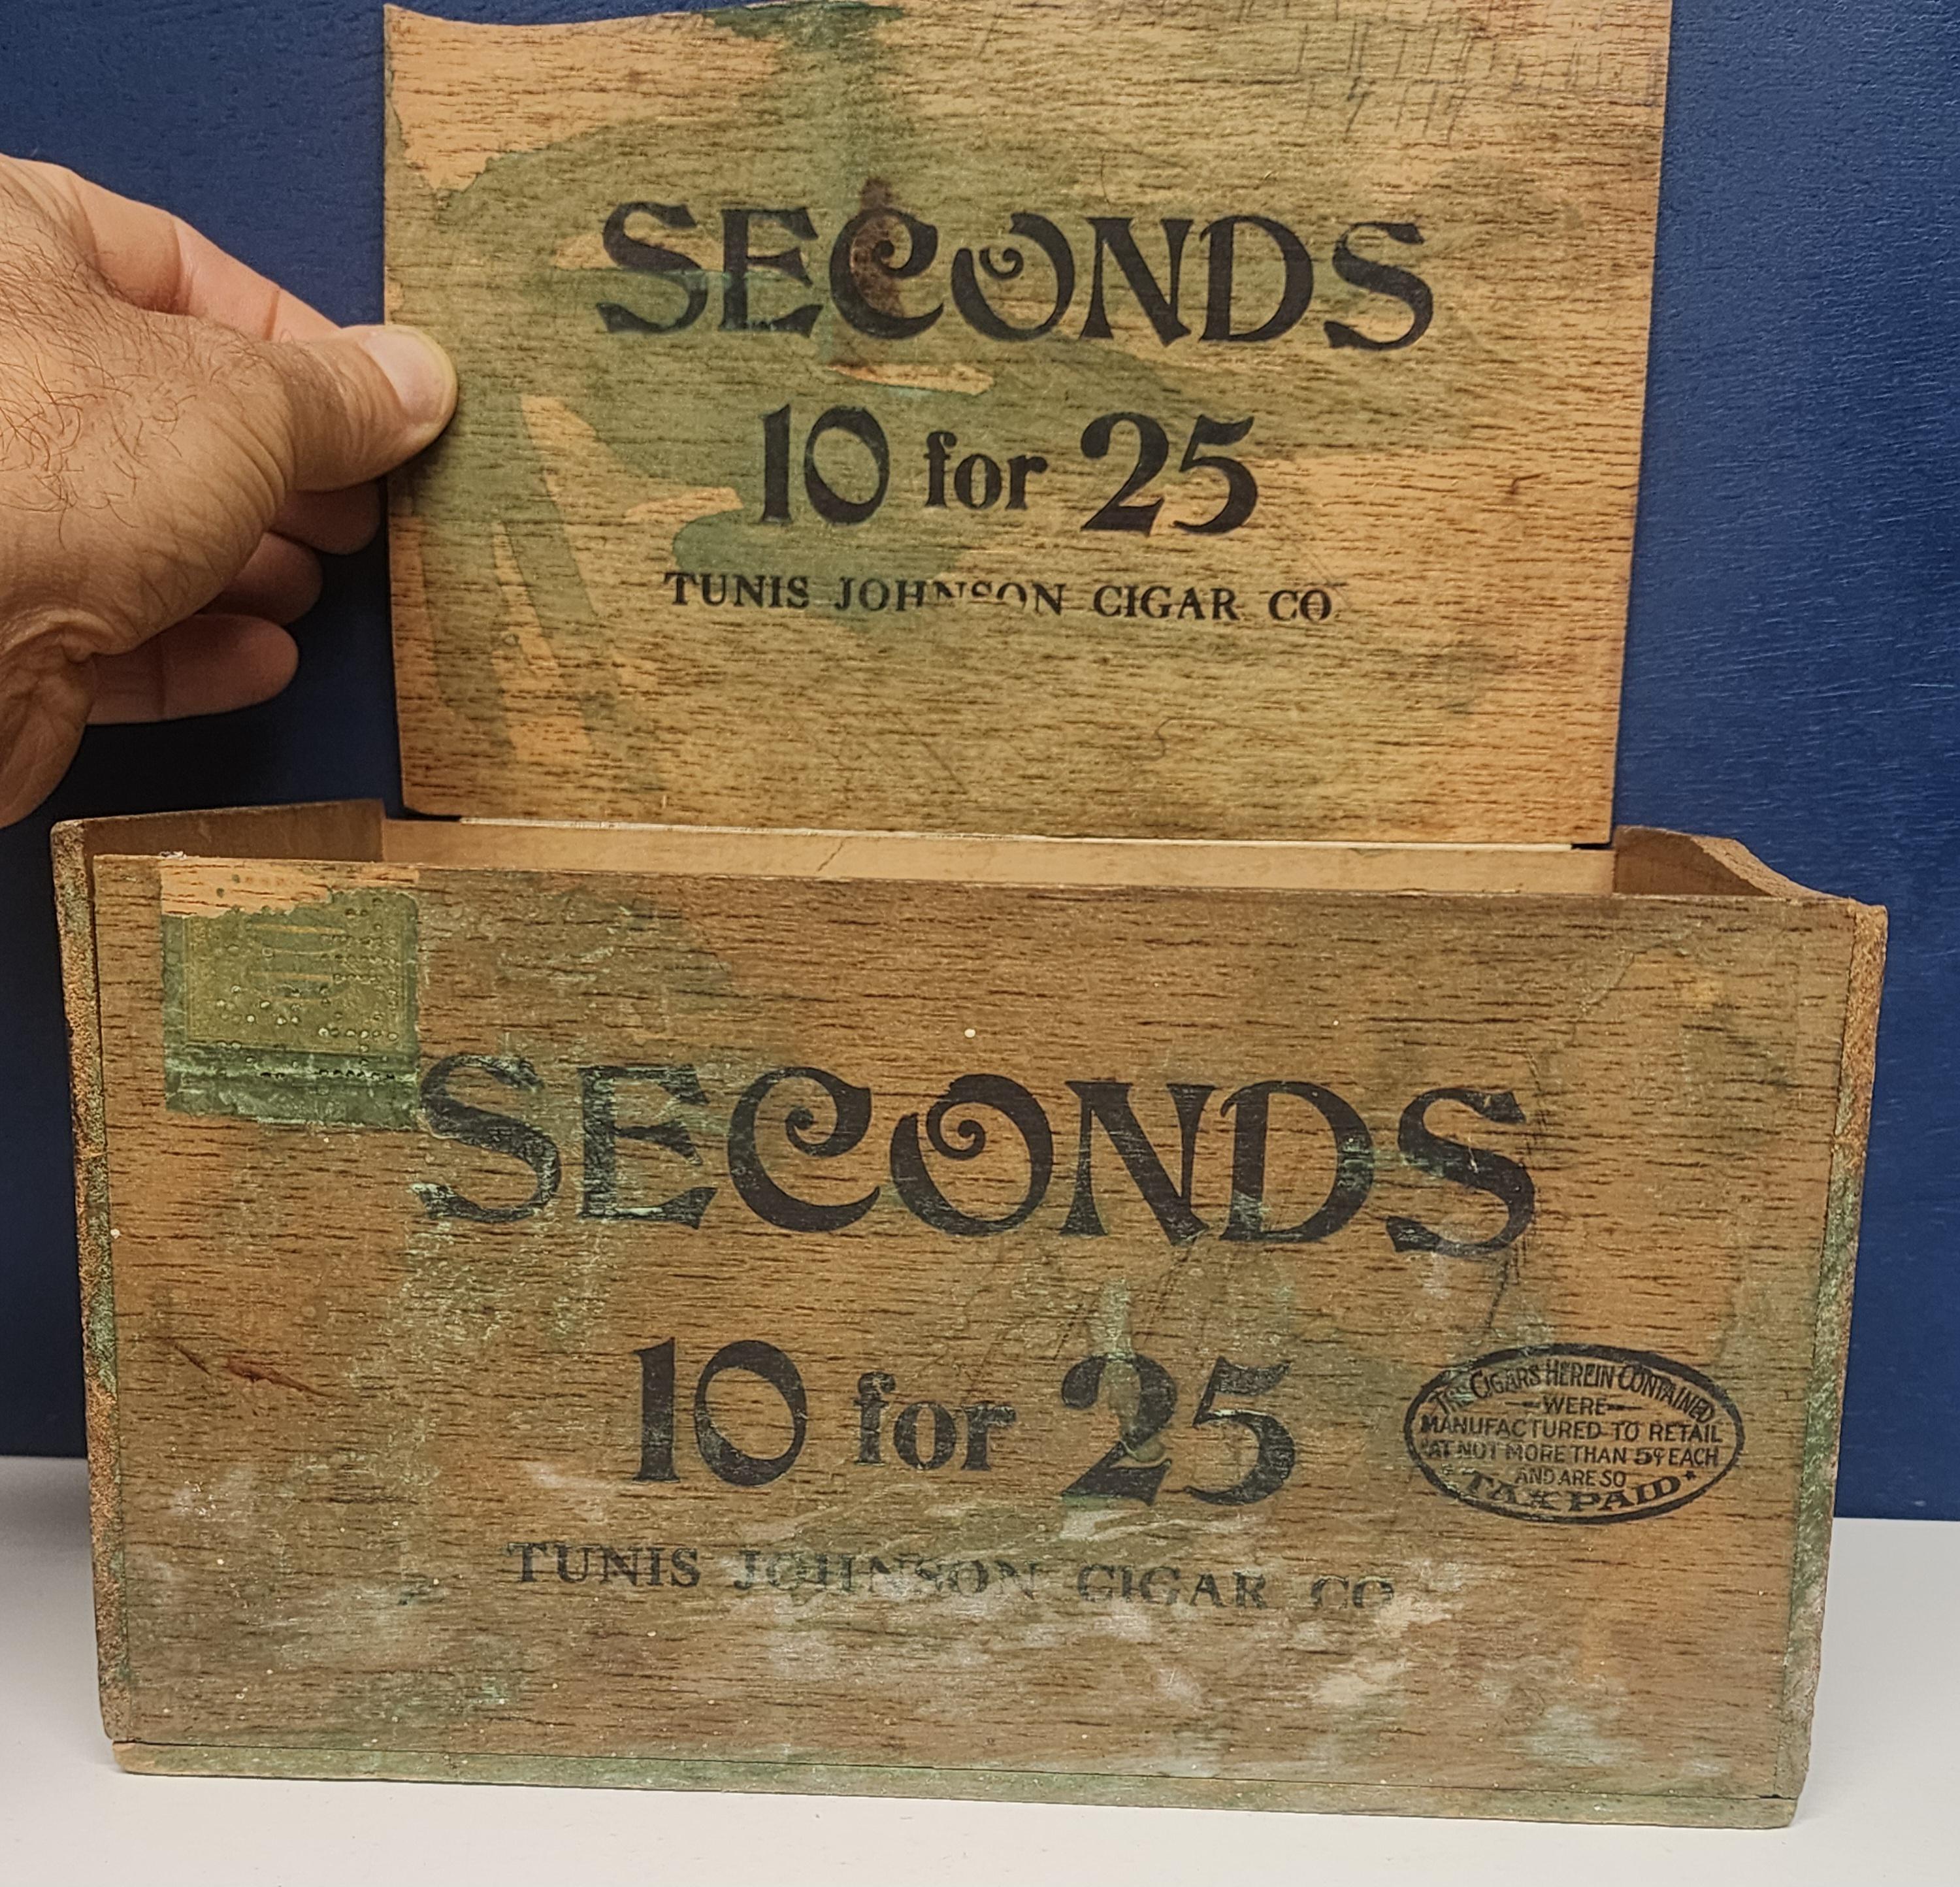 SECONDS
10 for 25
TUNIS JOHNSON CIGAR CO.
SECONDS
10 for 25
TUNIS JOHNSON CIGAR CO.
THE CIGARS HEREIN CONTAINED
WERE
MANUFACTURED TO RETAIL
AT NOT MORE THAN 5¢ EACH
AND ARE SO
TAX PAID